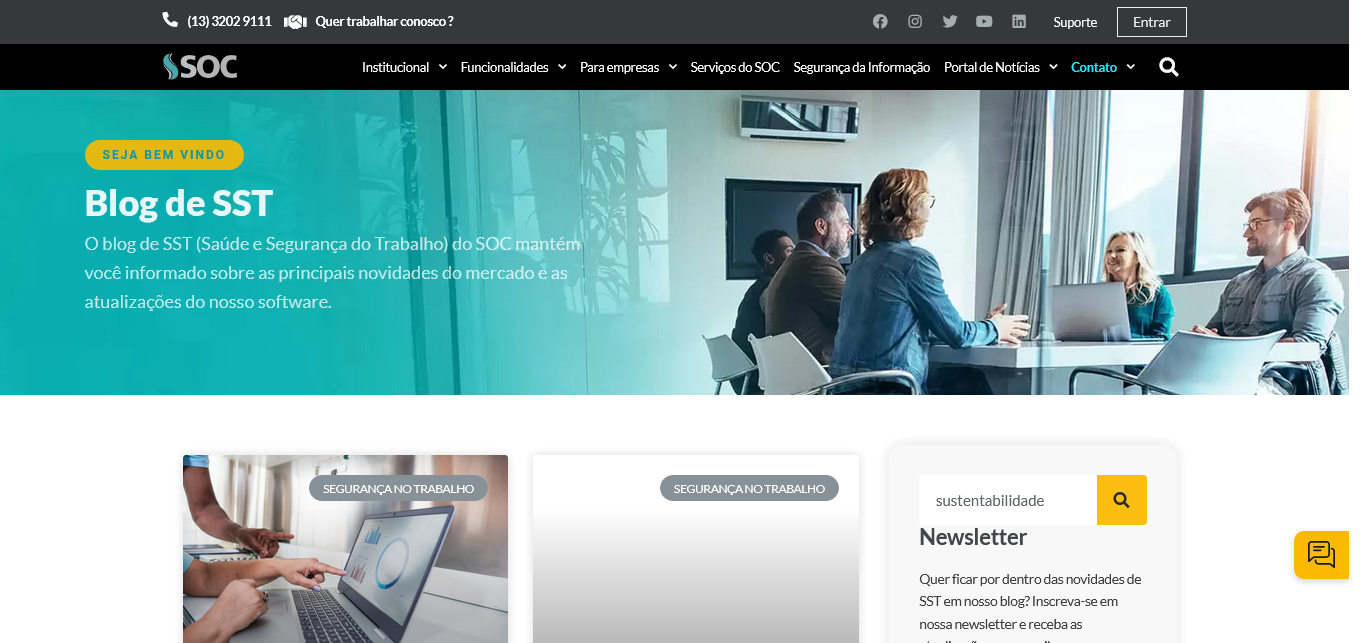 (13) 3202 9111 Quer trabalhar conosco ? Suporte Entrar
SOC Institucional Funcionalidades Para empresas Serviços do SOC Segurança da Informação Portal de Notícias Contato
SEJA BEM VINDO
Blog de SST
O blog de SST (Saúde e Segurança do Trabalho) do SOC mantém
você informado sobre as principais novidades do mercado e as
atualizações do nosso software.
SEGURANÇA NO TRABALHO
SEGURANÇA NO TRABALHO
sustentabilidade
Newsletter
Quer ficar por dentro das novidades de
SST em nosso blog? Inscreva-se em
nossa newsletter e receba as